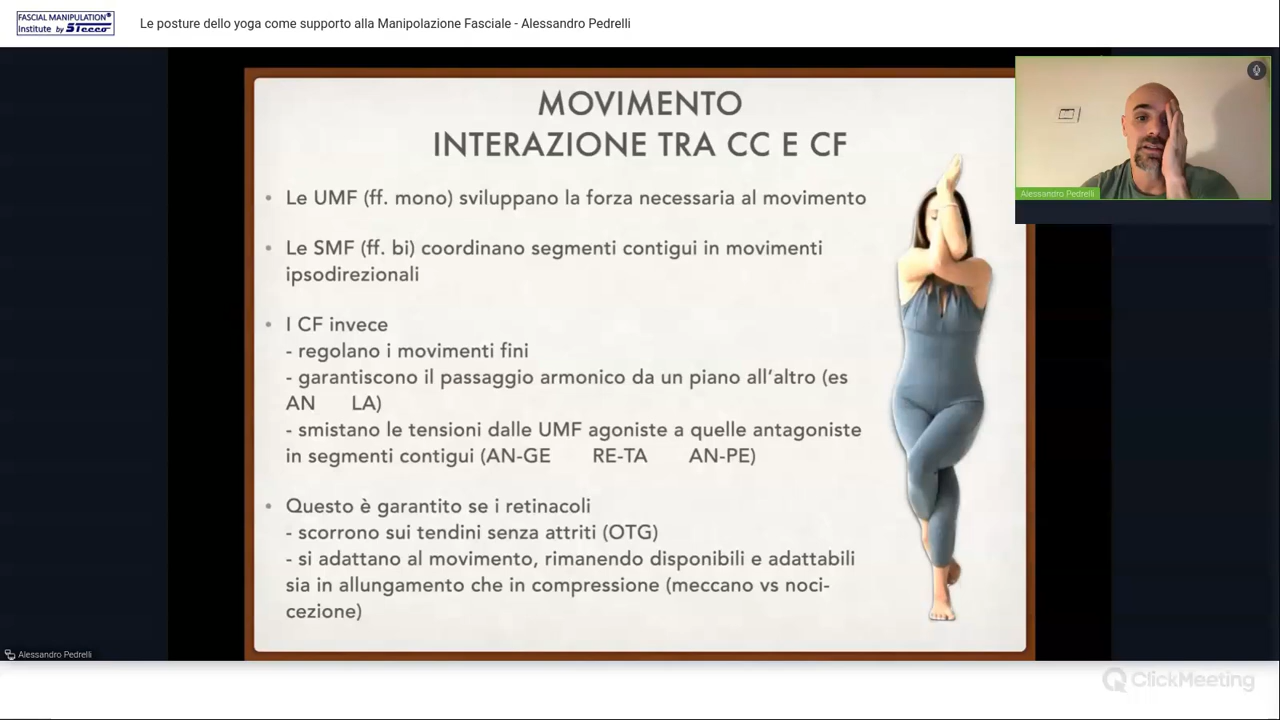 FASCIAL MANIPULATION®
Institute by Stecco
Le posture dello yoga come supporto alla Manipolazione Fasciale - Alessandro Pedrelli
MOVIMENTO
INTERAZIONE TRA CC E CF
• Le UMF (ff. mono) sviluppano la forza necessaria al movimento
• Le SMF (ff. bi) coordinano segmenti contigui in movimenti
ipsodirezionali
• I CF invece
- regolano i movimenti fini
- garantiscono il passaggio armonico da un piano all’altro (es
AN LA)
- smistano le tensioni dalle UMF agoniste a quelle antagoniste
in segmenti contigui (AN-GE RE-TA AN-PE)
• Questo è garantito se i retinacoli
- scorrono sui tendini senza attriti (OTG)
- si adattano al movimento, rimanendo disponibili e adattabili
sia in allungamento che in compressione (meccano vs noci-
cezione)
Alessandro Pedrelli
Alessandro Pedrelli
ClickMeeting